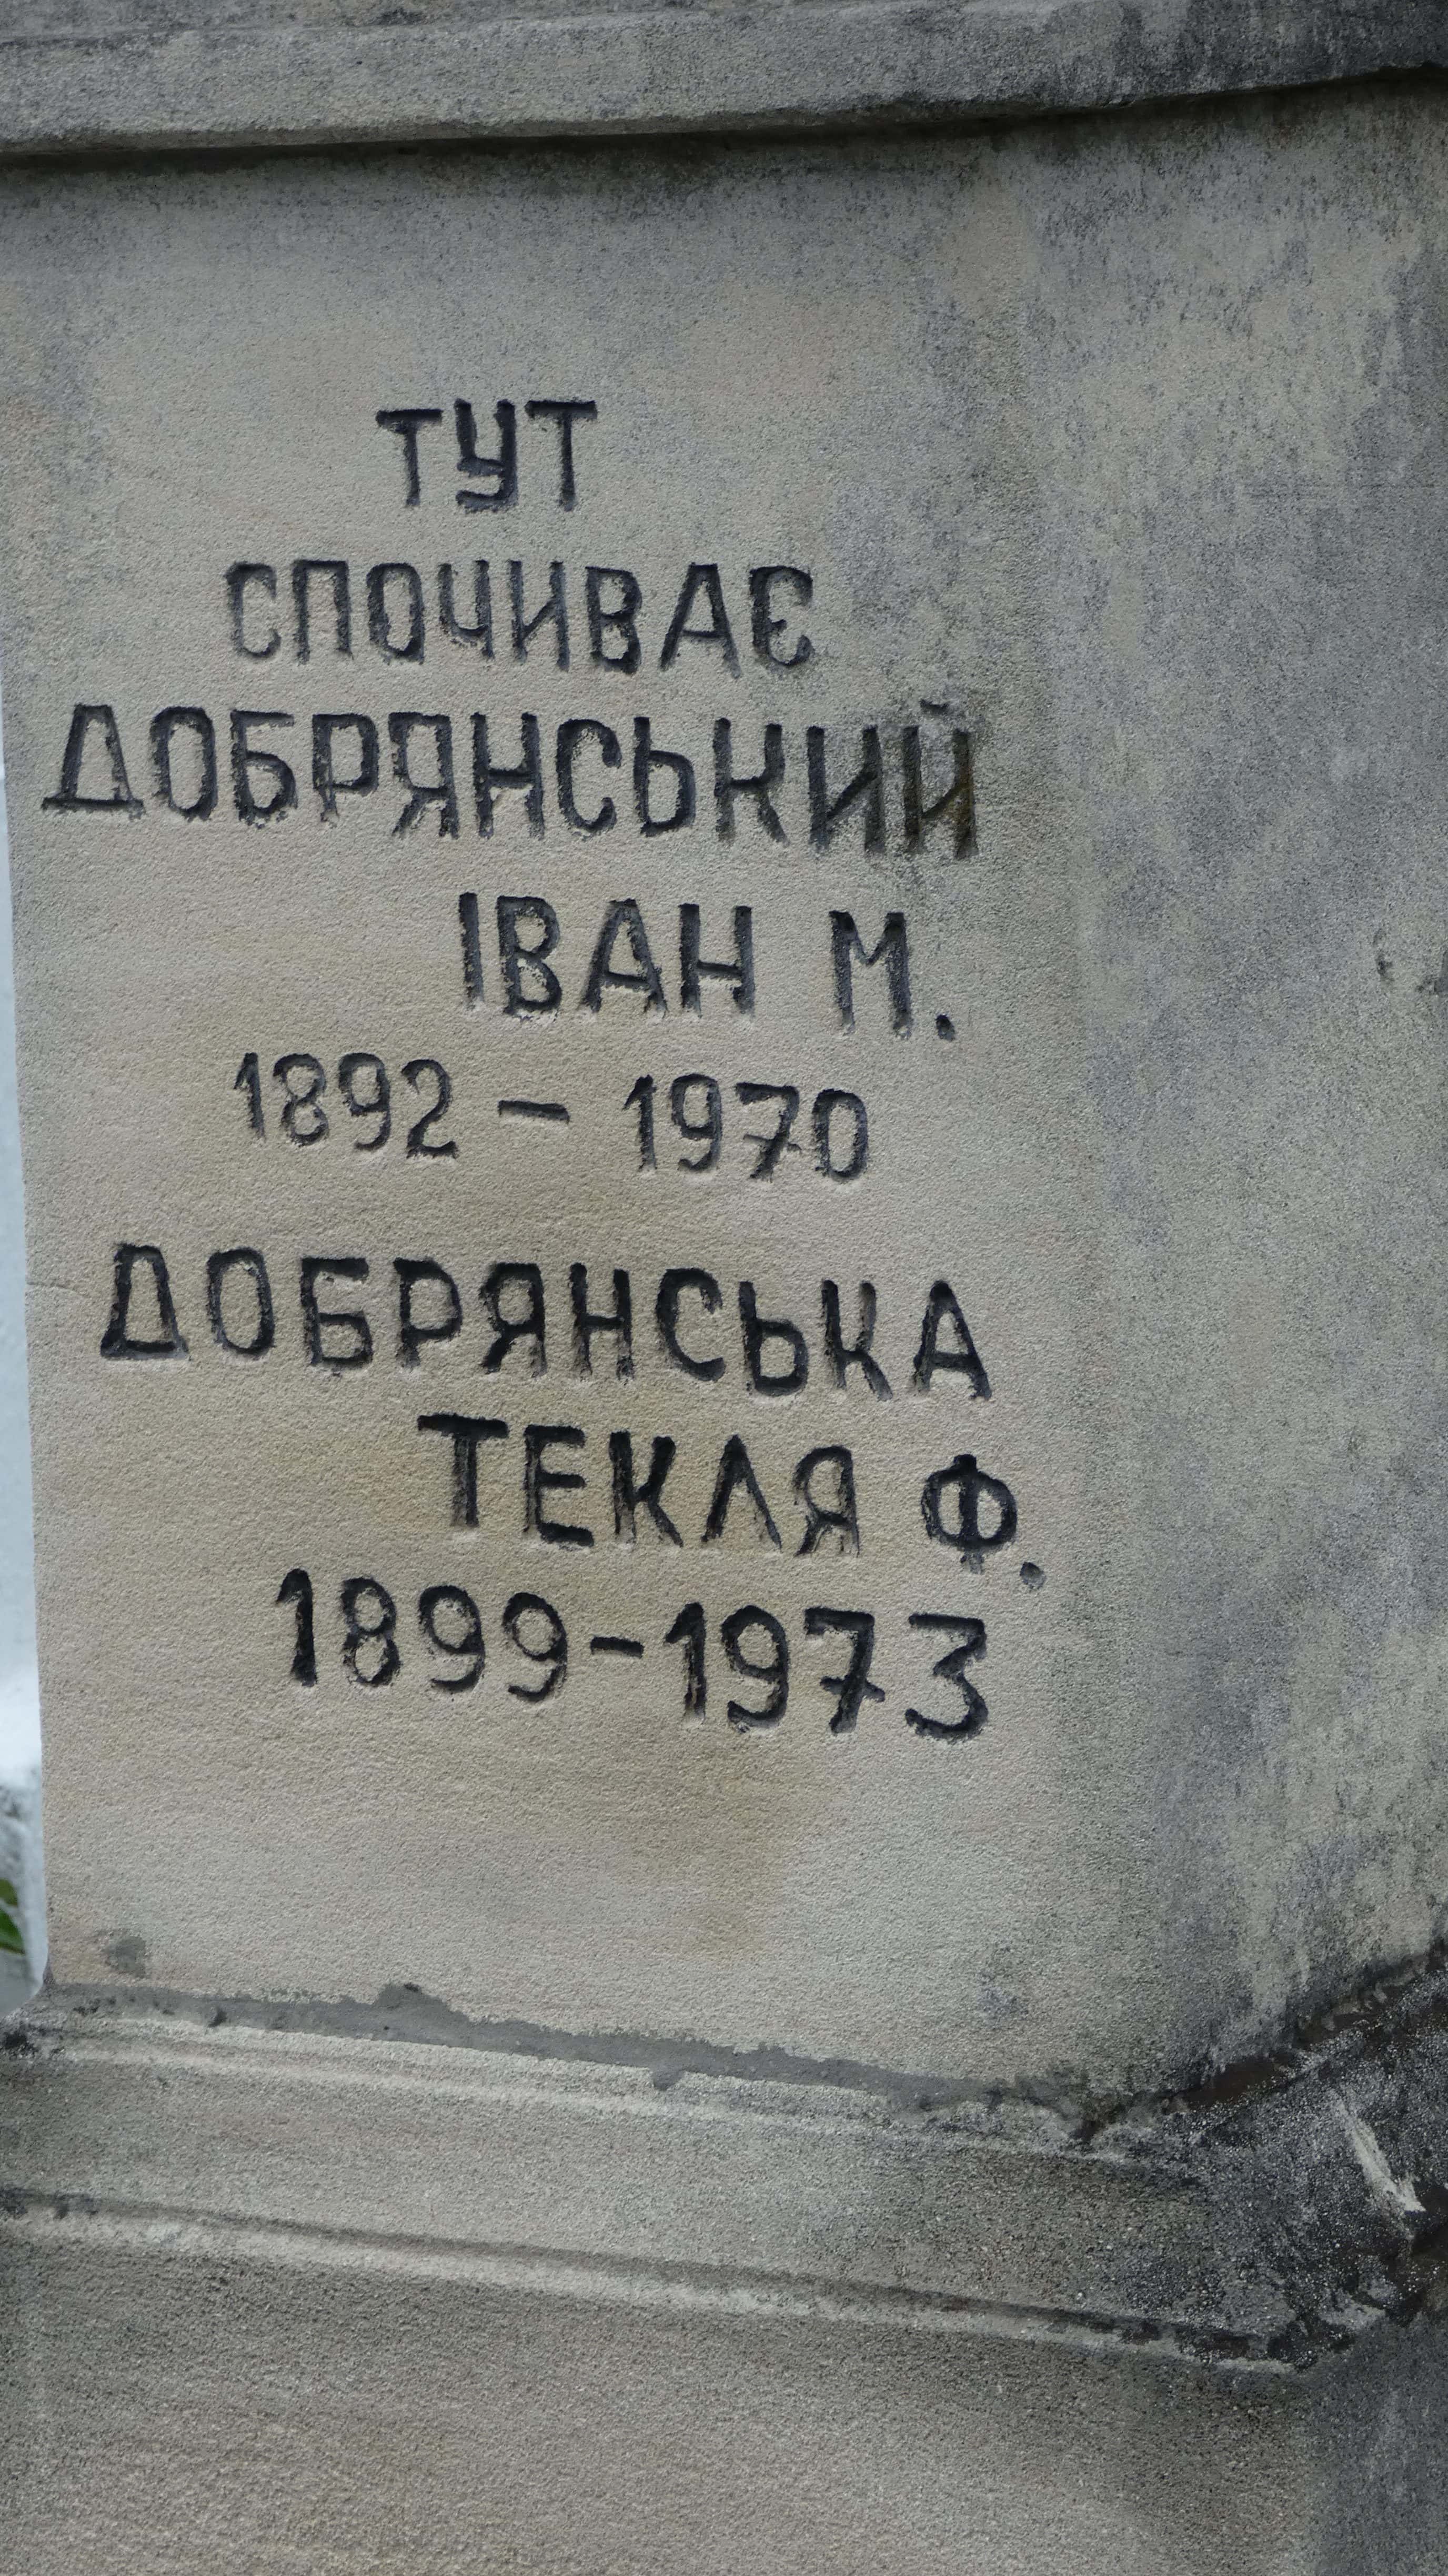 ТУТ
СПОЧИВАЄ
ДОБРЯНСЬКИЙ
ІВАН М.
1892 – 1970
ДОБРЯНСЬКА
ТЕКЛЯ Ф.
1899-1973